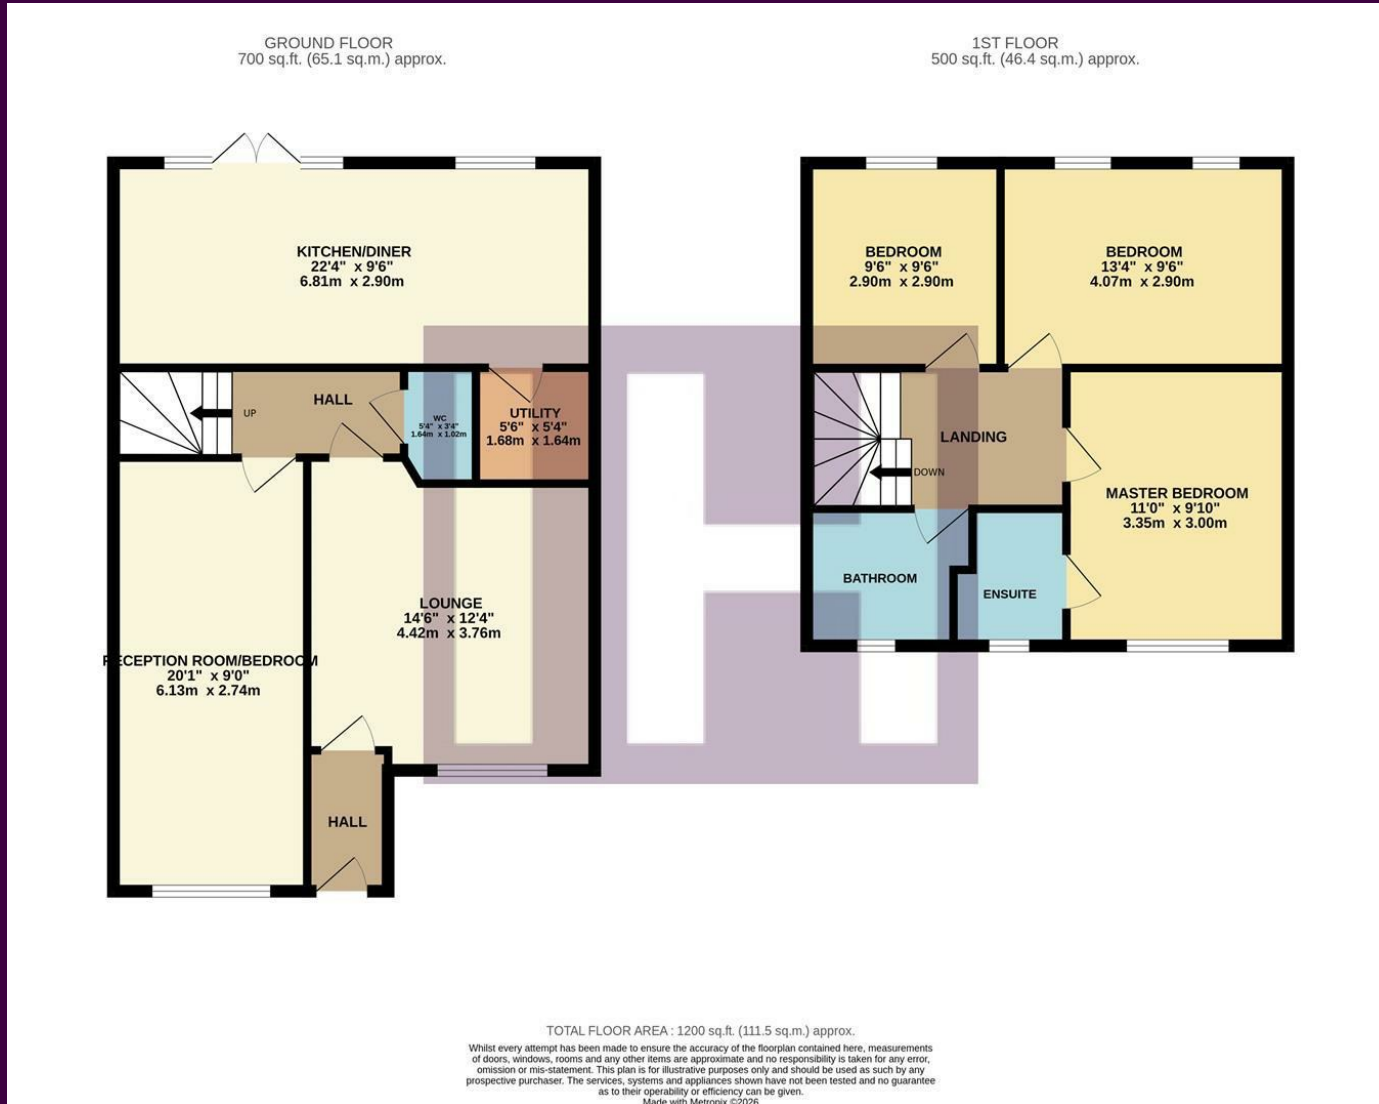 GROUND FLOOR
700 sq.ft. (65.1 sq.m.) approx.
1ST FLOOR
500 sq.ft. (46.4 sq.m.) approx.
KITCHEN/DINER
22'4" x 9'6"
6.81m x 2.90m
HALL
UP
WC
5'4" x 3'4"
1.64m x 1.02m
UTILITY
5'6" x 5'4"
1.68m x 1.64m
LOUNGE
14'6" x 12'4"
4.42m x 3.76m
RECEPTION ROOM/BEDROOM
20'1" x 9'0"
6.13m x 2.74m
HALL
BEDROOM
9'6" x 9'6"
2.90m x 2.90m
BEDROOM
13'4" x 9'6"
4.07m x 2.90m
LANDING
DOWN
MASTER BEDROOM
11'0" x 9'10"
3.35m x 3.00m
BATHROOM
ENSUITE
TOTAL FLOOR AREA : 1200 sq.ft. (111.5 sq.m.) approx.
Whilst every attempt has been made to ensure the accuracy of the floorplan contained here, measurements
of doors, windows, rooms and any other items are approximate and no responsibility is taken for any error,
omission or mis-statement. This plan is for illustrative purposes only and should be used as such by any
prospective purchaser. The services, systems and appliances shown have not been tested and no guarantee
as to their operability or efficiency can be given.
Made with Metropix ©2026